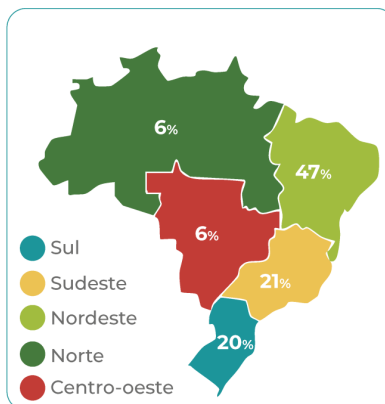 6%
47%
6%
21%
20%
Sul
Sudeste
Nordeste
Norte
Centro-oeste